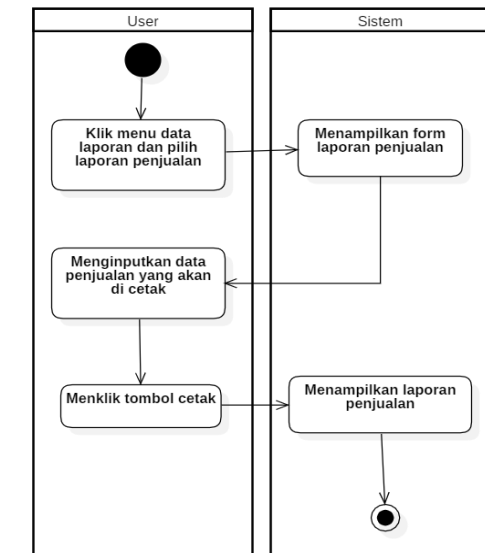 User
Sistem
Klik menu data
laporan dan pilih
laporan penjualan
Menampilkan form
laporan penjualan
Menginputkan data
penjualan yang akan
di cetak
Menklik tombol cetak
Menampilkan laporan
penjualan